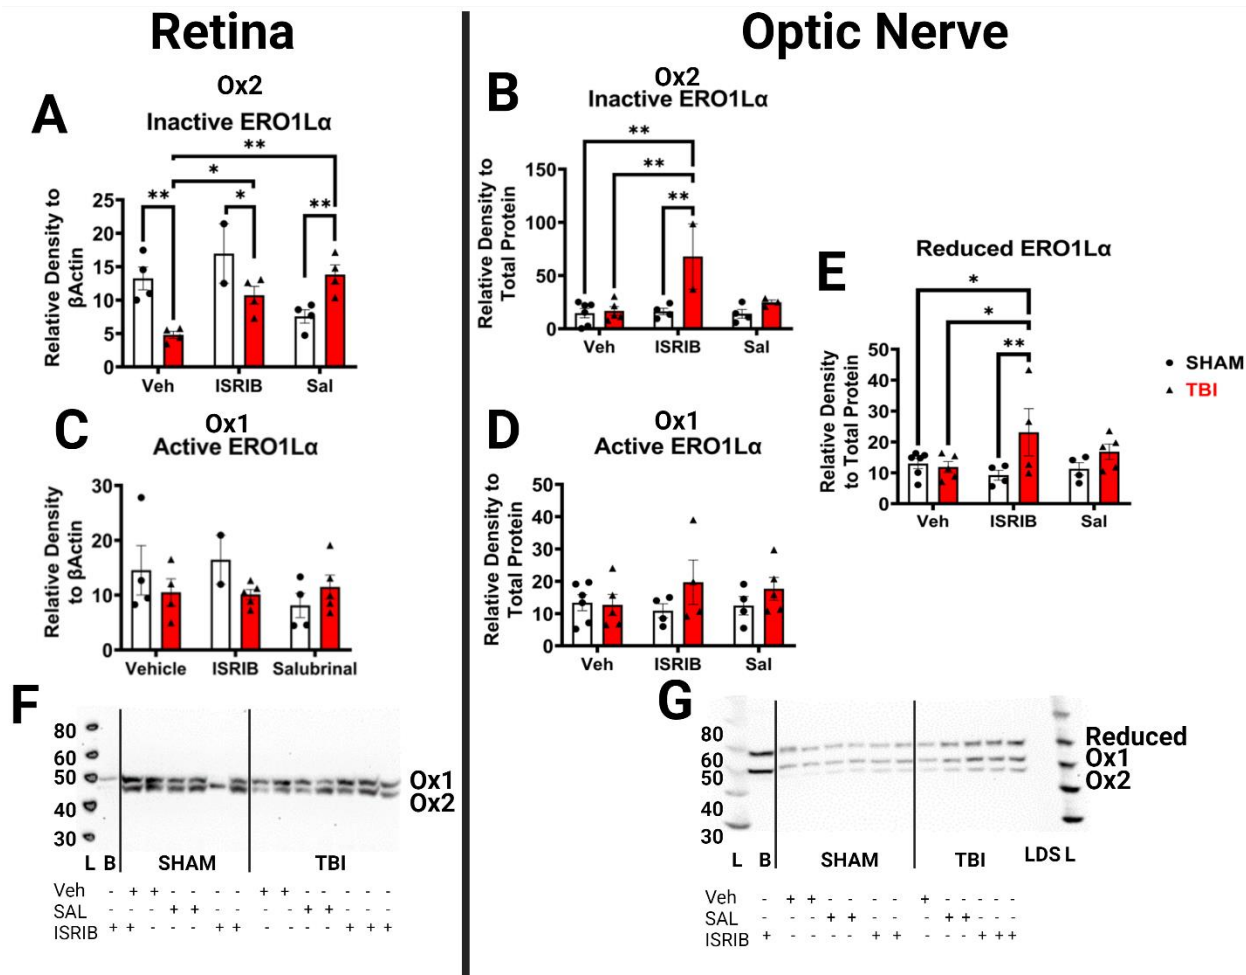 Retina
Optic Nerve
A
Ox2
Inactive ERO1Lα
Relative Density to
βActin
25
20
15
10
5
0
**
*
**
*
**
Veh
ISRIB
Sal
B
Ox2
Inactive ERO1Lα
Relative Density to
Total Protein
150
100
50
0
**
**
**
Veh
ISRIB
Sal
E
Reduced ERO1Lα
Relative Density
to Total Protein
50
40
30
20
10
0
*
*
**
Veh
ISRIB
Sal
SHAM
TBI
C
Ox1
Active ERO1Lα
Relative Density
to βActin
30
20
10
0
Vehicle
ISRIB
Salubrinal
D
Ox1
Active ERO1Lα
Relative Density to
Total Protein
50
40
30
20
10
0
Veh
ISRIB
Sal
F
80
60
50
40
30
Ox1
Ox2
L B SHAM TBI
Veh - + + - - - - + + - - - - -
SAL - - - + + - - - - + + - - -
ISRIB + + - - - + + - - - - + + +
G
80
60
50
40
30
Reduced
Ox1
Ox2
L B SHAM TBI LDS L
Veh - + + - - - - + - - - - -
SAL - - - + + - - - + + - - -
ISRIB + - - - - + + - - - + + +